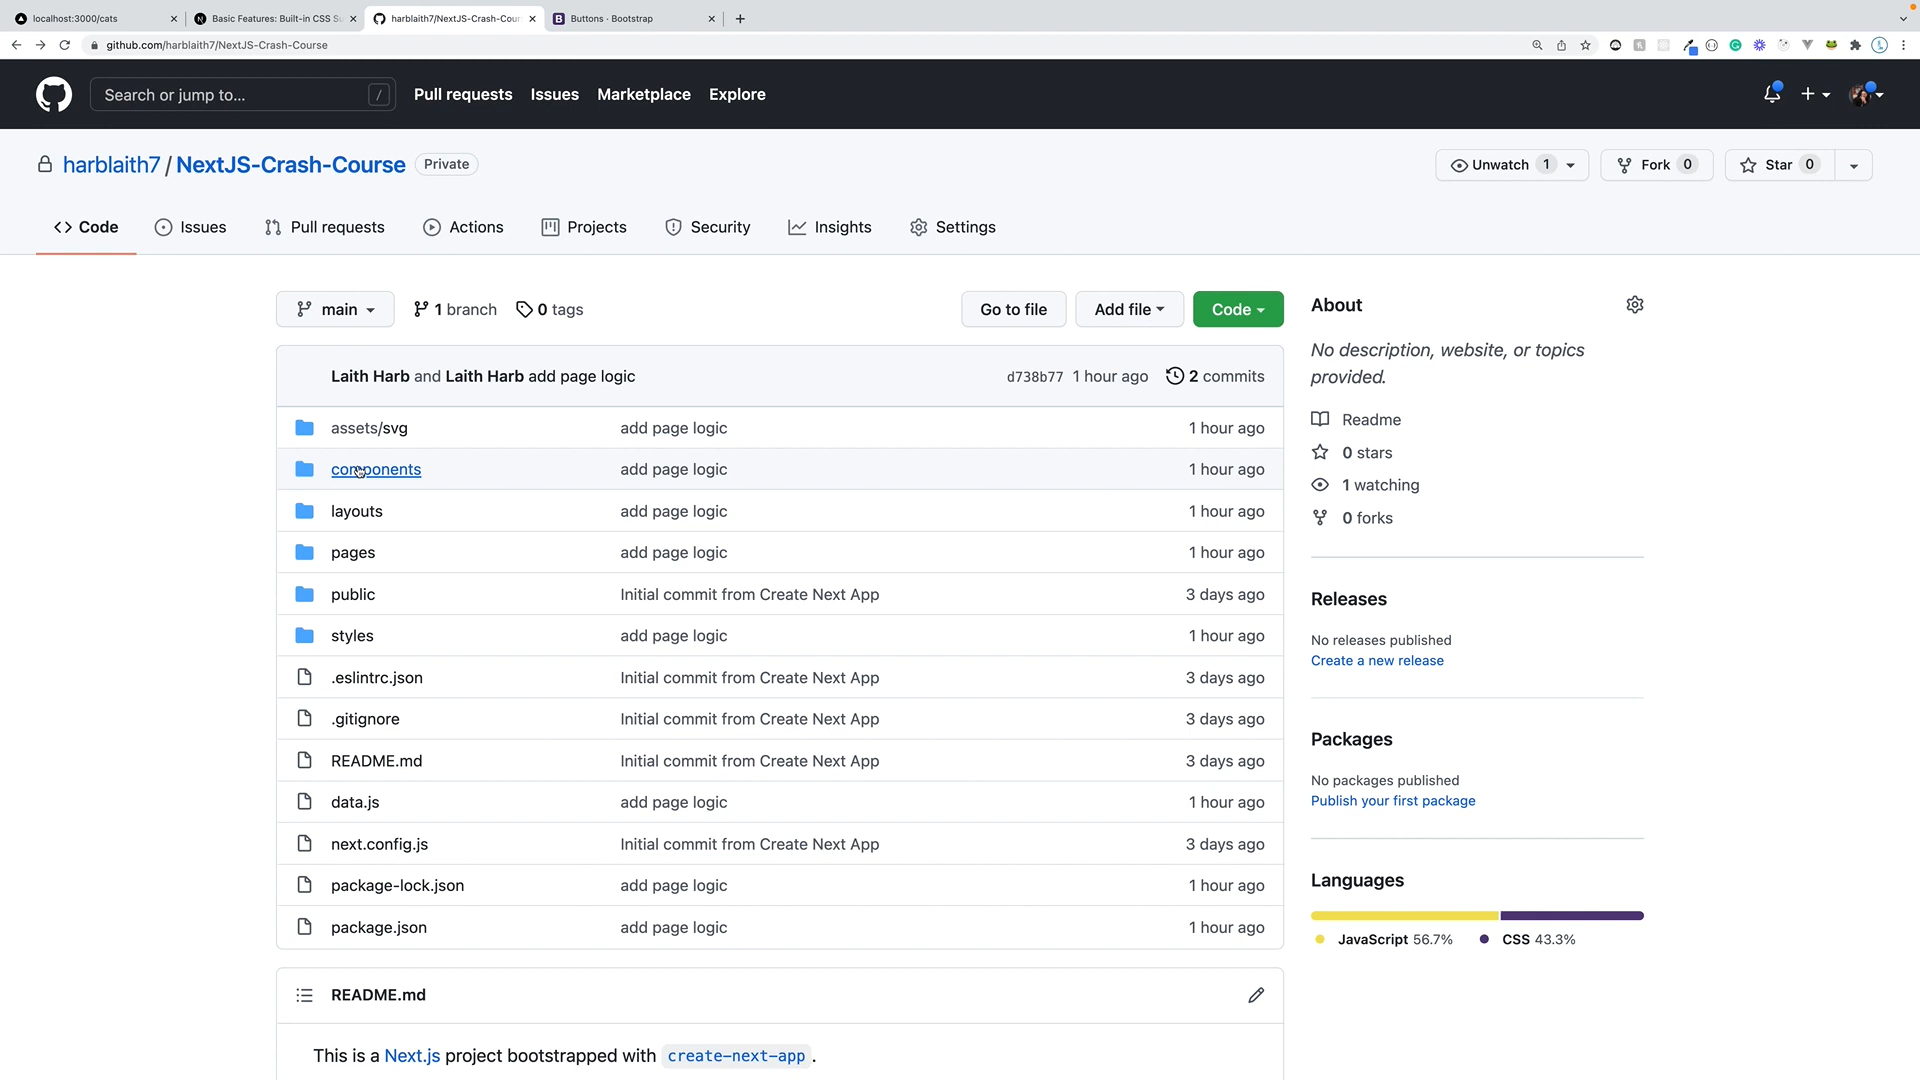 localhost:3000/cats
Basic Features: Built-in CSS Su
harblaith7/NextJS-Crash-Cour
Buttons · Bootstrap
github.com/harblaith7/NextJS-Crash-Course
Search or jump to... /
Pull requests Issues Marketplace Explore
harblaith7 / NextJS-Crash-Course Private
Unwatch 1 Fork 0 Star 0
Code Issues Pull requests Actions Projects Security Insights Settings
main 1 branch 0 tags
Go to file Add file Code
Laith Harb and Laith Harb add page logic d738b77 1 hour ago 2 commits
assets/svg add page logic 1 hour ago
components add page logic 1 hour ago
layouts add page logic 1 hour ago
pages add page logic 1 hour ago
public Initial commit from Create Next App 3 days ago
styles add page logic 1 hour ago
.eslintrc.json Initial commit from Create Next App 3 days ago
.gitignore Initial commit from Create Next App 3 days ago
README.md Initial commit from Create Next App 3 days ago
data.js add page logic 1 hour ago
next.config.js Initial commit from Create Next App 3 days ago
package-lock.json add page logic 1 hour ago
package.json add page logic 1 hour ago
README.md
This is a Next.js project bootstrapped with create-next-app .
About
No description, website, or topics
provided.
Readme
0 stars
1 watching
0 forks
Releases
No releases published
Create a new release
Packages
No packages published
Publish your first package
Languages
JavaScript 56.7% CSS 43.3%